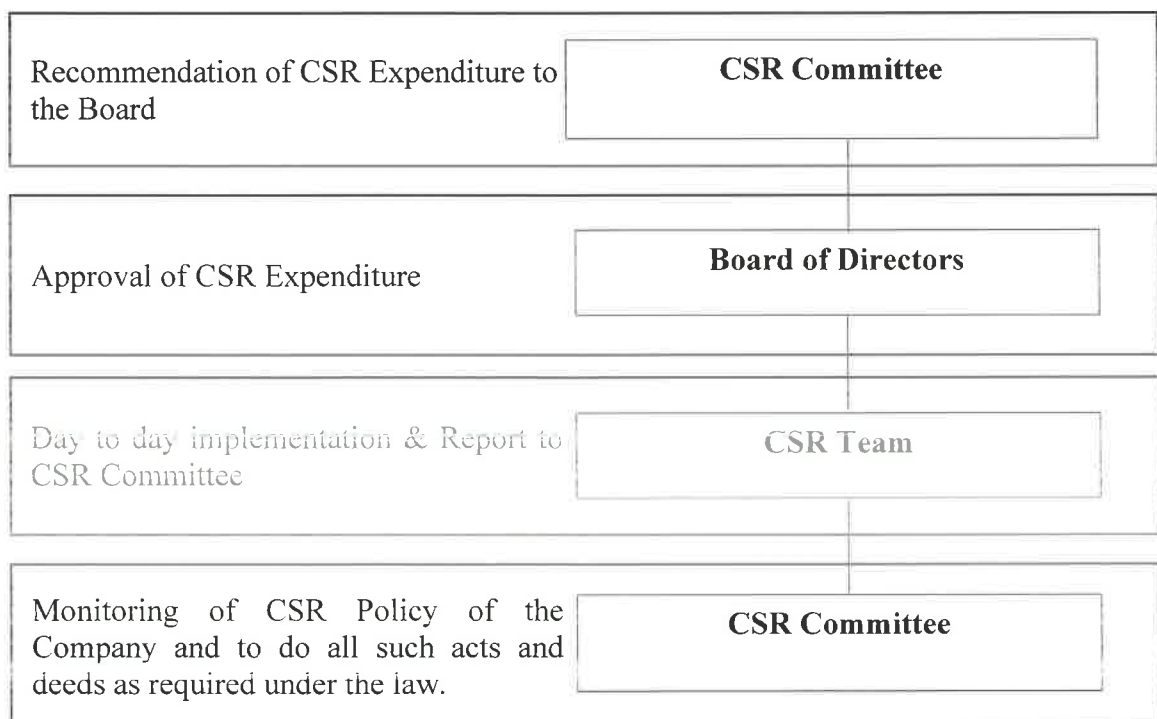 Recommendation of CSR Expenditure to
the Board
CSR Committee
Approval of CSR Expenditure
Board of Directors
Day to day implementation & Report to
CSR Committee
CSR Team
Monitoring of CSR Policy of the
Company and to do all such acts and
deeds as required under the law.
CSR Committee